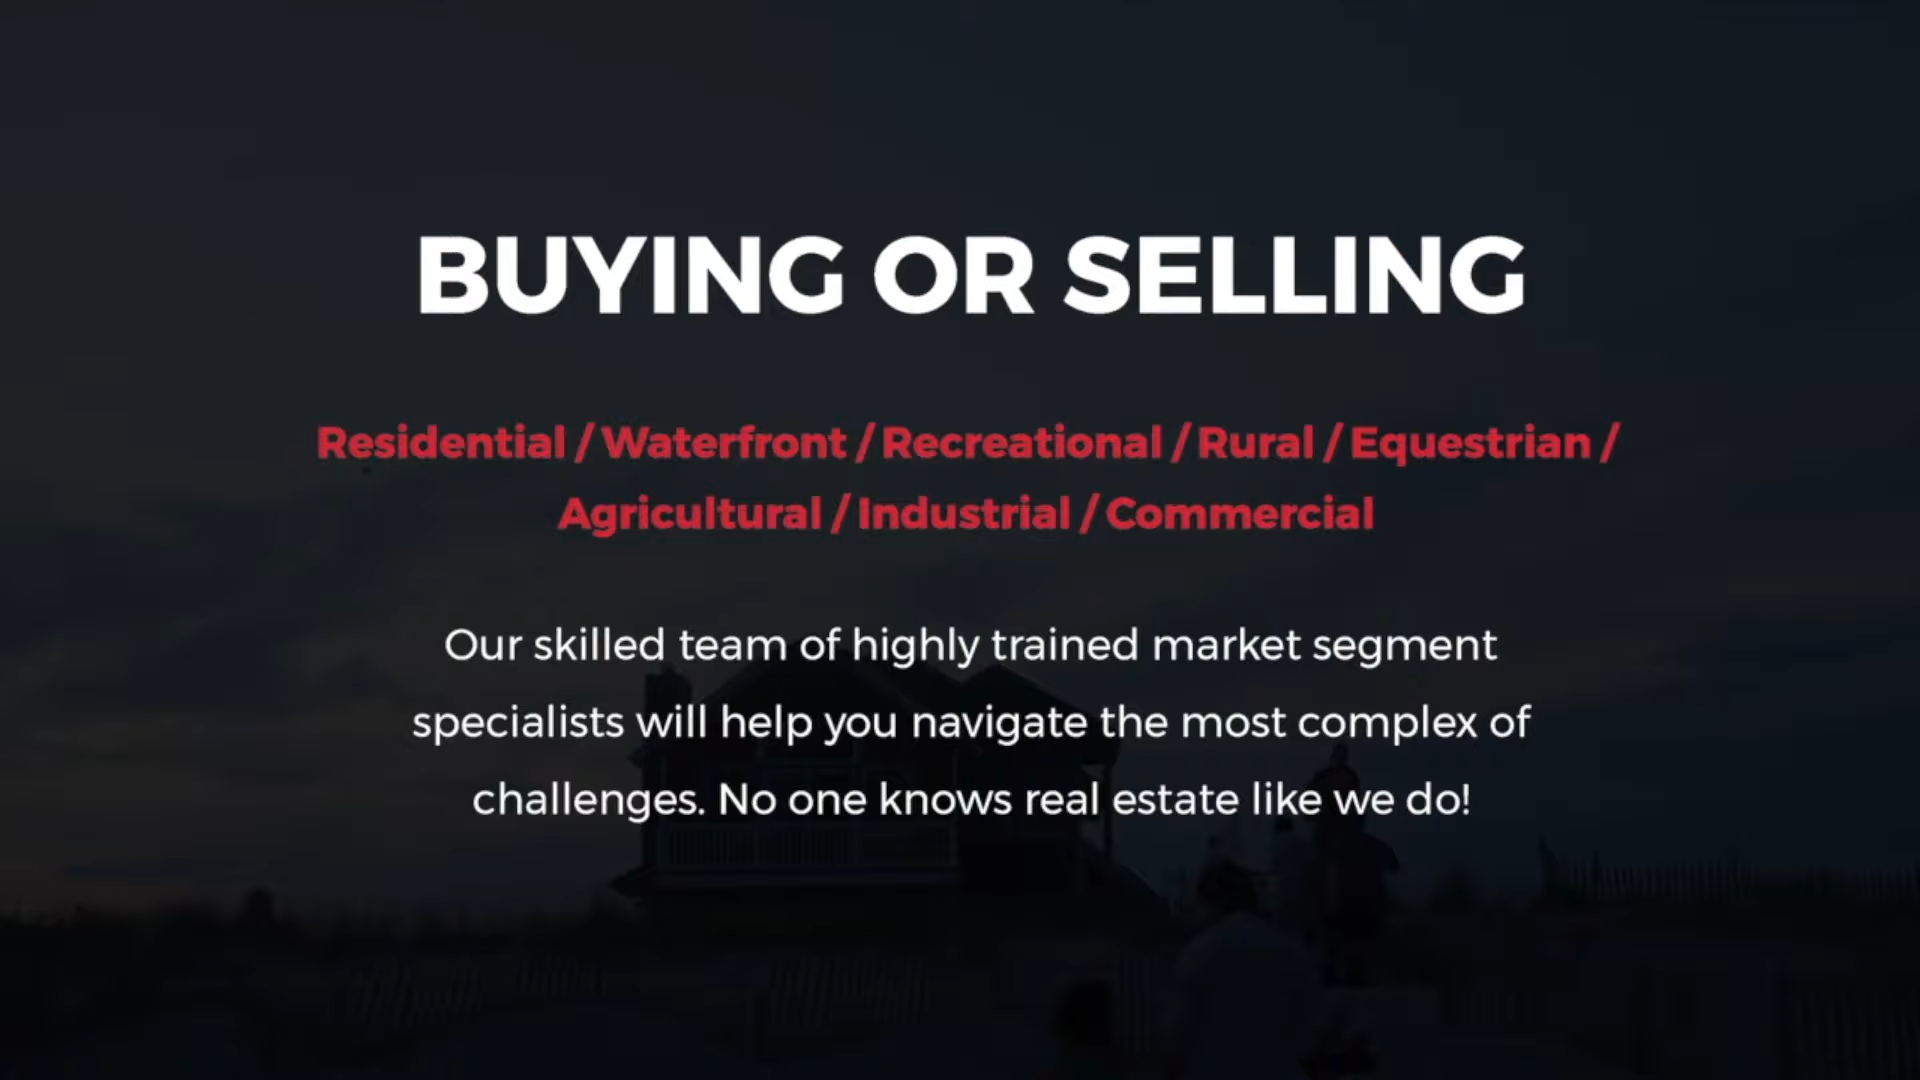 BUYING OR SELLING
Residential / Waterfront / Recreational / Rural / Equestrian /
Agricultural / Industrial / Commercial
Our skilled team of highly trained market segment
specialists will help you navigate the most complex of
challenges. No one knows real estate like we do!